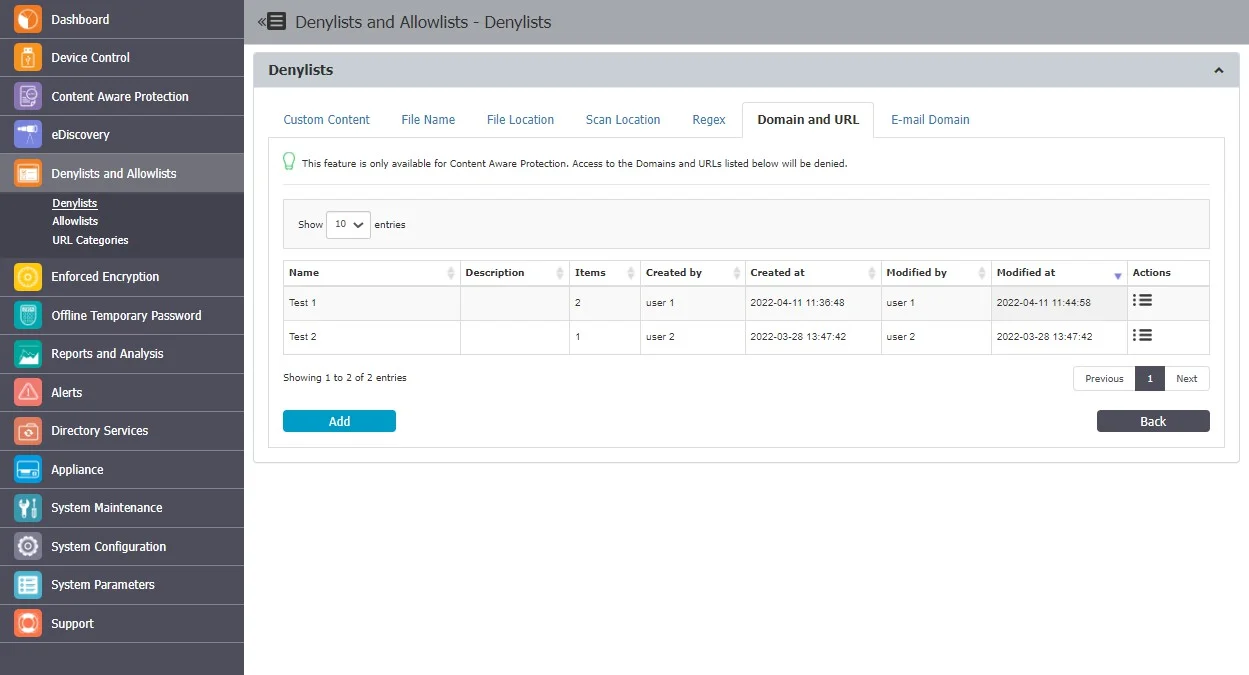 Dashboard
Device Control
Content Aware Protection
eDiscovery
Denylists and Allowlists
Denylists
Allowlists
URL Categories
Enforced Encryption
Offline Temporary Password
Reports and Analysis
Alerts
Directory Services
Appliance
System Maintenance
System Configuration
System Parameters
Support
Denylists and Allowlists - Denylists
Denylists
Custom Content File Name File Location Scan Location Regex Domain and URL E-mail Domain
This feature is only available for Content Aware Protection. Access to the Domains and URLs listed below will be denied.
Show 10 entries
Name Description Items Created by Created at Modified by Modified at Actions
Test 1 2 user 1 2022-04-11 11:36:48 user 1 2022-04-11 11:44:58
Test 2 1 user 2 2022-03-28 13:47:42 user 2 2022-03-28 13:47:42
Showing 1 to 2 of 2 entries Previous 1 Next
Add Back